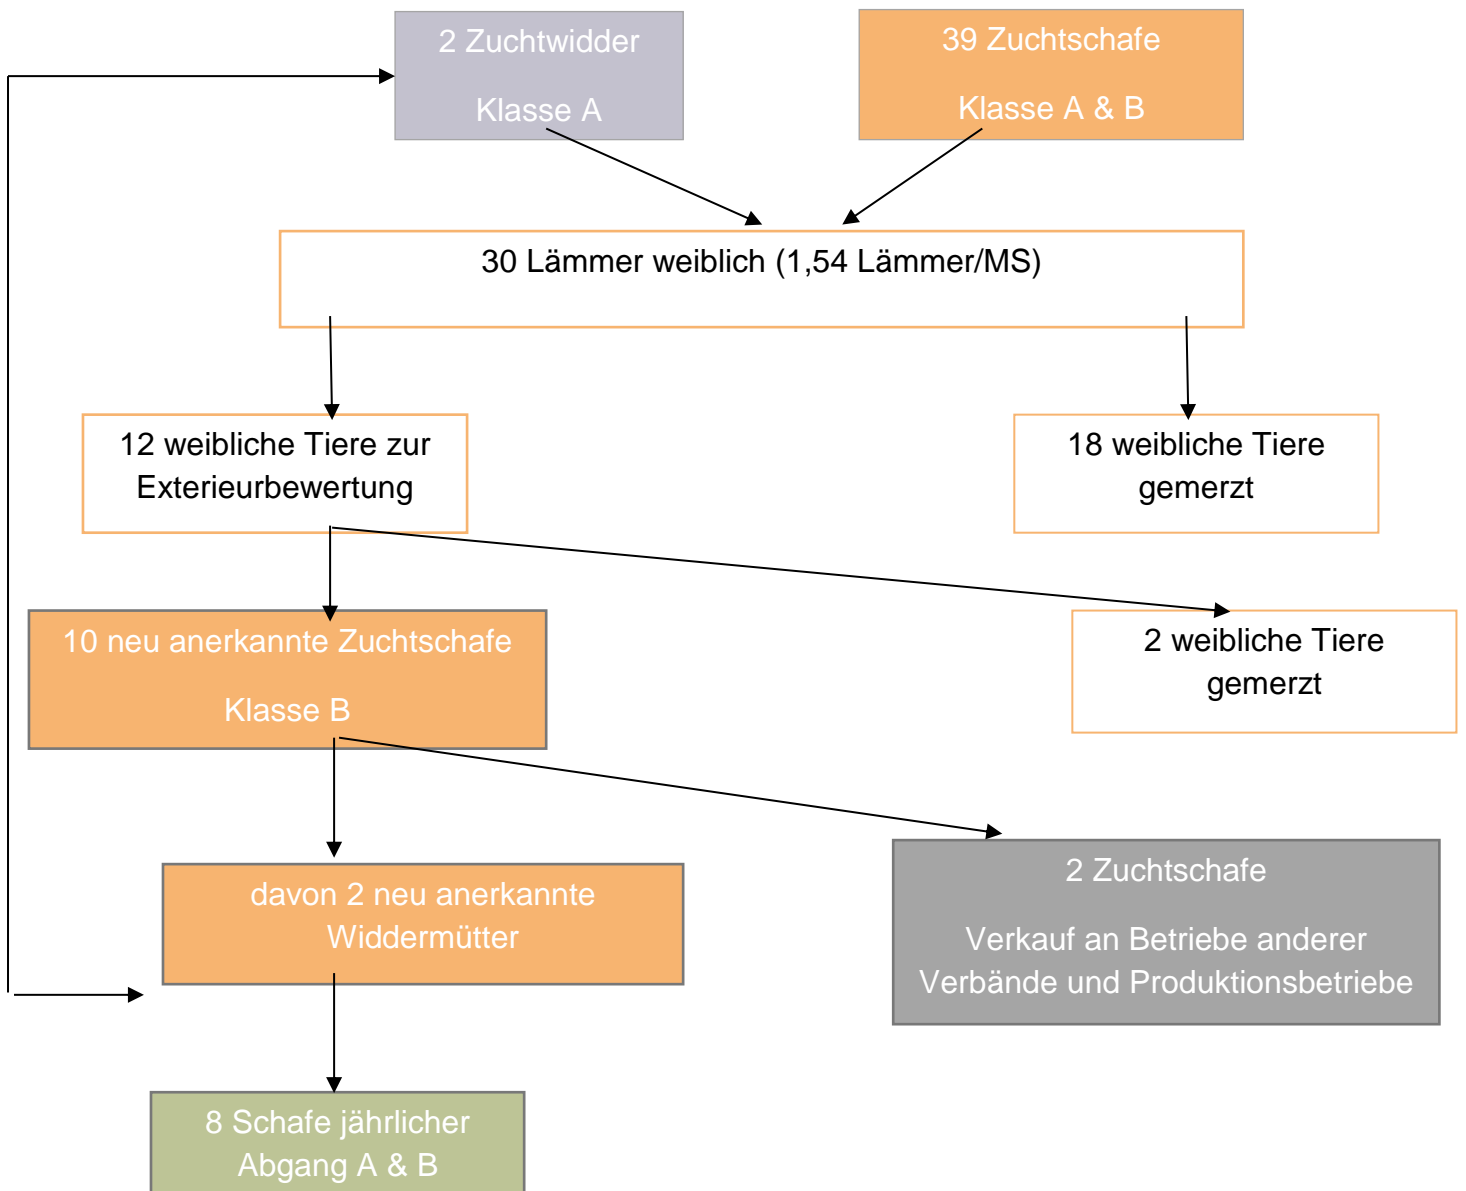 2 Zuchtwidder
Klasse A
39 Zuchtschafe
Klasse A & B
30 Lämmer weiblich (1,54 Lämmer/MS)
12 weibliche Tiere zur
Exterieurbewertung
18 weibliche Tiere
gemerzt
10 neu anerkannte Zuchtschafe
Klasse B
2 weibliche Tiere
gemerzt
davon 2 neu anerkannte
Widdermütter
2 Zuchtschafe
Verkauf an Betriebe anderer
Verbände und Produktionsbetriebe
8 Schafe jährlicher
Abgang A & B